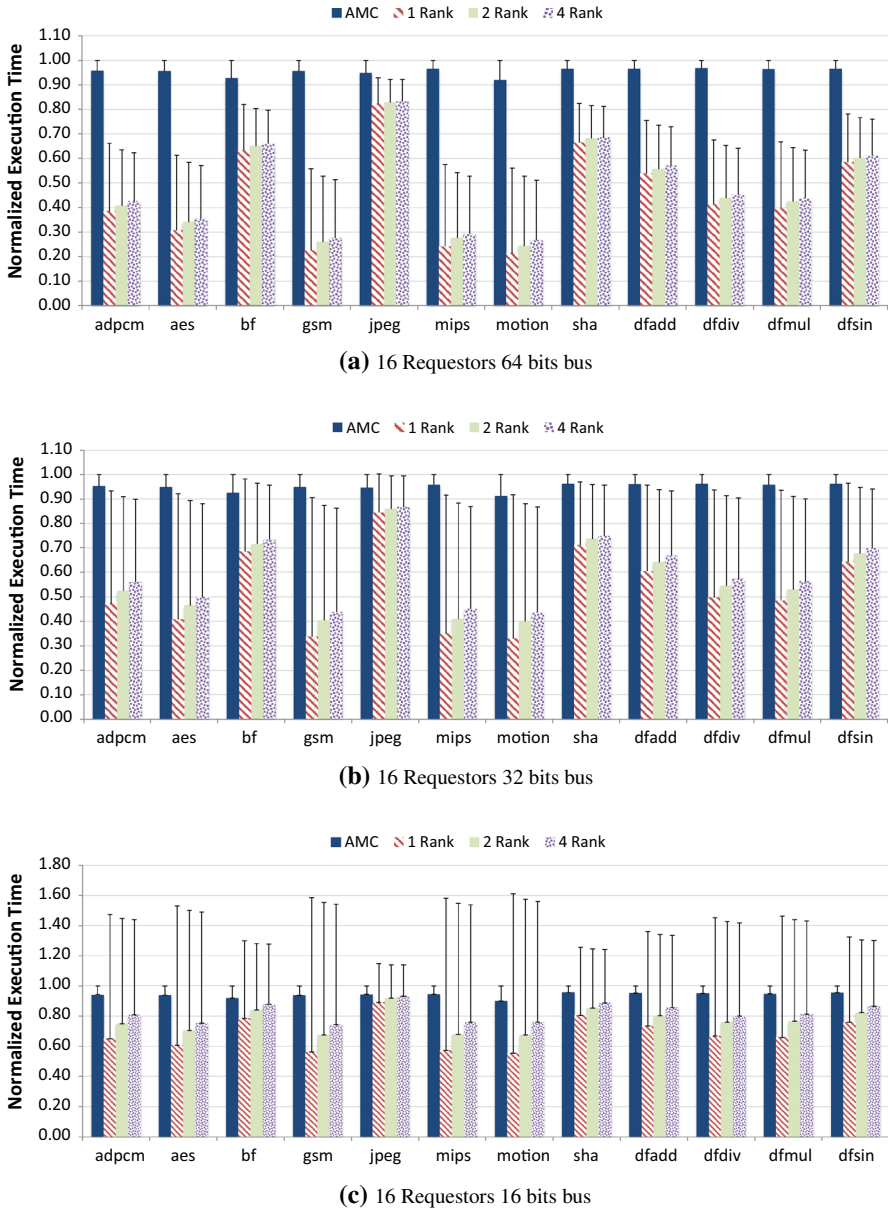 AMC 1 Rank 2 Rank 4 Rank
Normalized Execution Time
1.10
1.00
0.90
0.80
0.70
0.60
0.50
0.40
0.30
0.20
0.10
0.00
adpcm aes bf gsm jpeg mips motion sha dfadd dfdiv dfmul dfsin
(a) 16 Requestors 64 bits bus
AMC 1 Rank 2 Rank 4 Rank
Normalized Execution Time
1.10
1.00
0.90
0.80
0.70
0.60
0.50
0.40
0.30
0.20
0.10
0.00
adpcm aes bf gsm jpeg mips motion sha dfadd dfdiv dfmul dfsin
(b) 16 Requestors 32 bits bus
AMC 1 Rank 2 Rank 4 Rank
Normalized Execution Time
1.80
1.60
1.40
1.20
1.00
0.80
0.60
0.40
0.20
0.00
adpcm aes bf gsm jpeg mips motion sha dfadd dfdiv dfmul dfsin
(c) 16 Requestors 16 bits bus